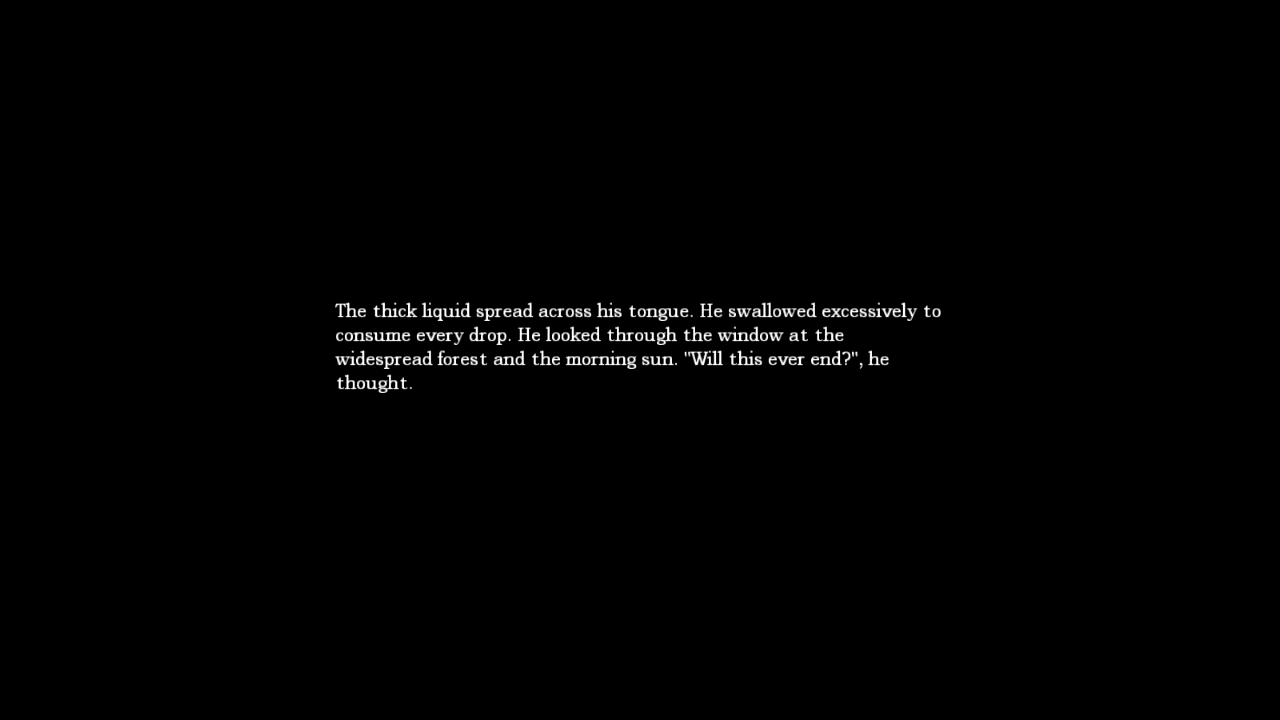 The thick liquid spread across his tongue. He swallowed excessively to
consume every drop. He looked through the window at the
widespread forest and the morning sun. "Will this ever end?", he
thought.